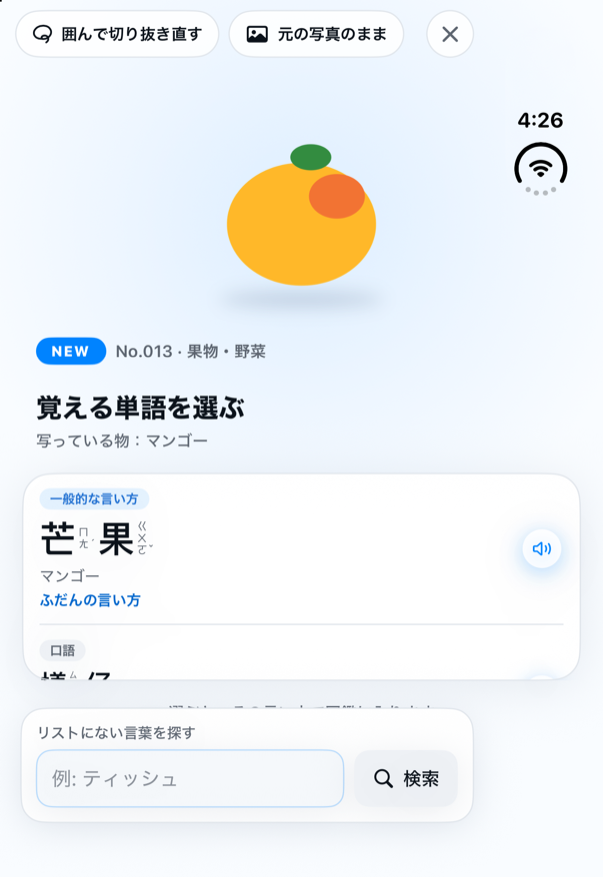 囲んで切り抜き直す
元の写真のまま
4:26
NEW
No.013・果物・野菜
覚える単語を選ぶ
写っている物：マンゴー
一般的な言い方
芒ㄇㄤˊ果ㄍㄨㄛˇ
マンゴー
ふだんの言い方
口語
リストにない言葉を探す
例: ティッシュ
検索